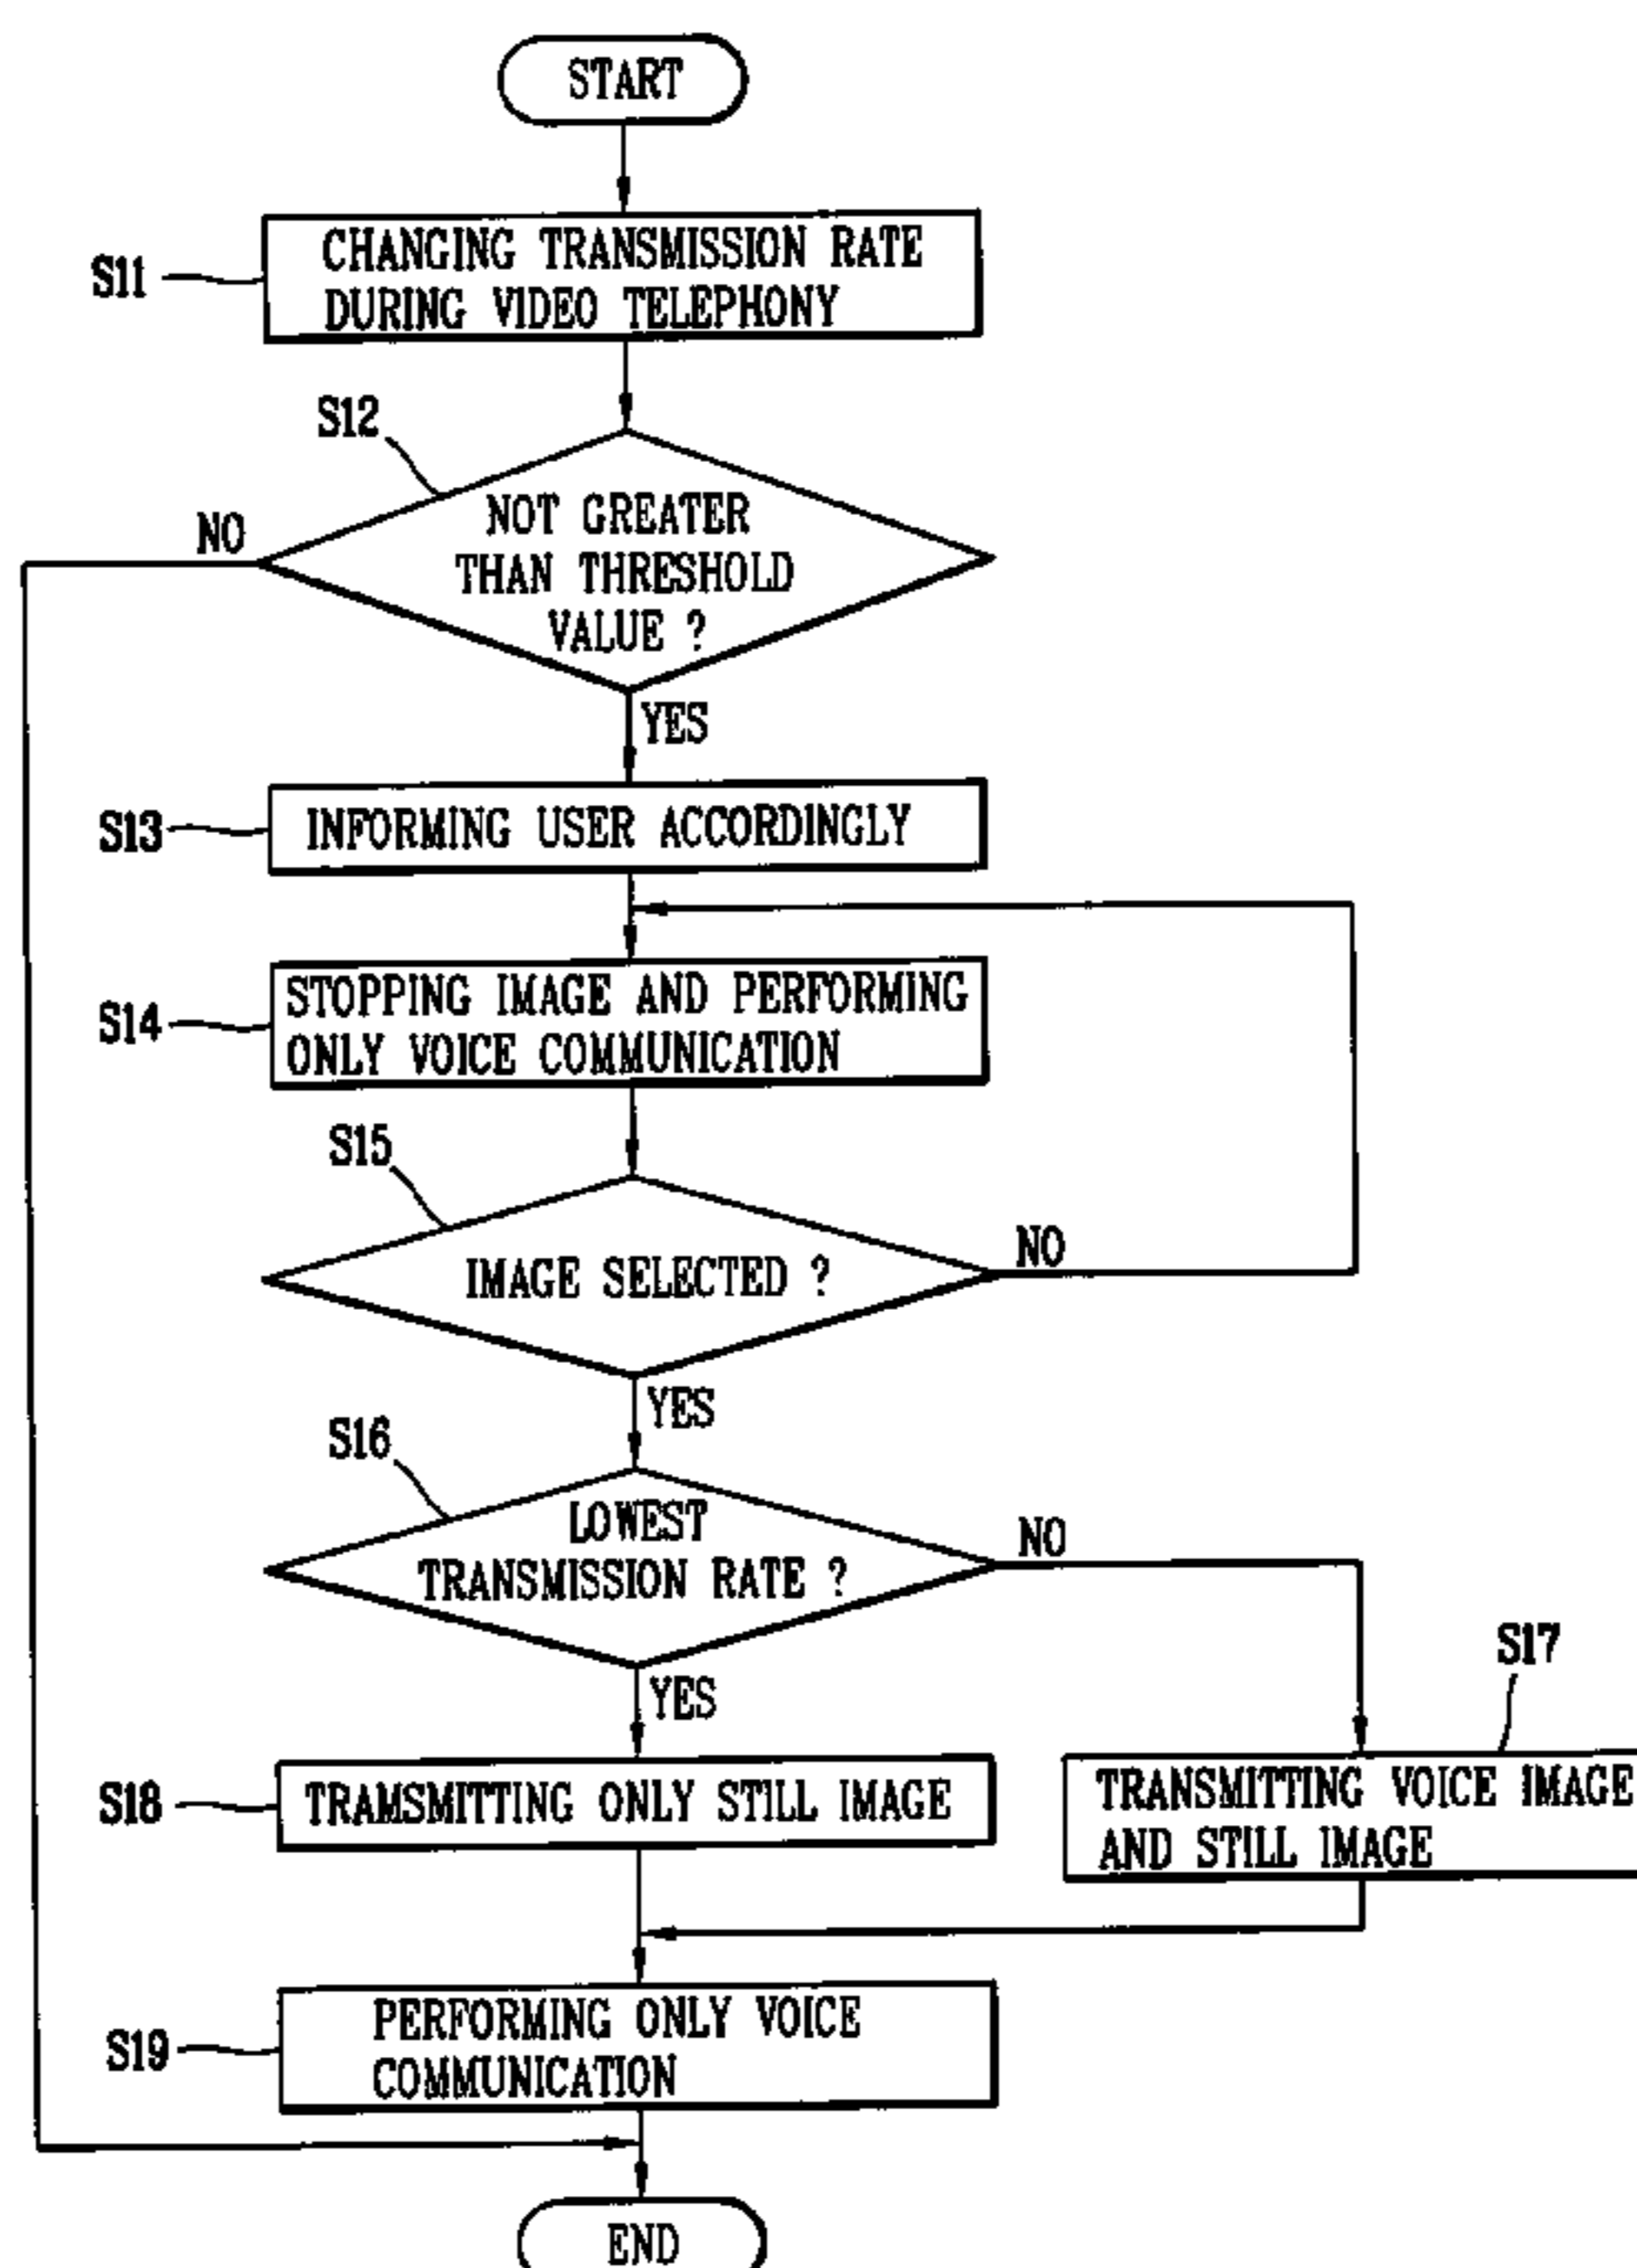 START
S11
CHANGING TRANSMISSION RATE
DURING VIDEO TELEPHONY
S12
NO
NOT GREATER
THAN THRESHOLD
VALUE ?
YES
S13
INFORMING USER ACCORDINGLY
S14
STOPPING IMAGE AND PERFORMING
ONLY VOICE COMMUNICATION
S15
IMAGE SELECTED ?
NO
YES
S16
LOWEST
TRANSMISSION RATE ?
NO
YES
S17
S18
TRAMSMITTING ONLY STILL IMAGE
TRANSMITTING VOICE IMAGE
AND STILL IMAGE
S19
PERFORMING ONLY VOICE
COMMUNICATION
END